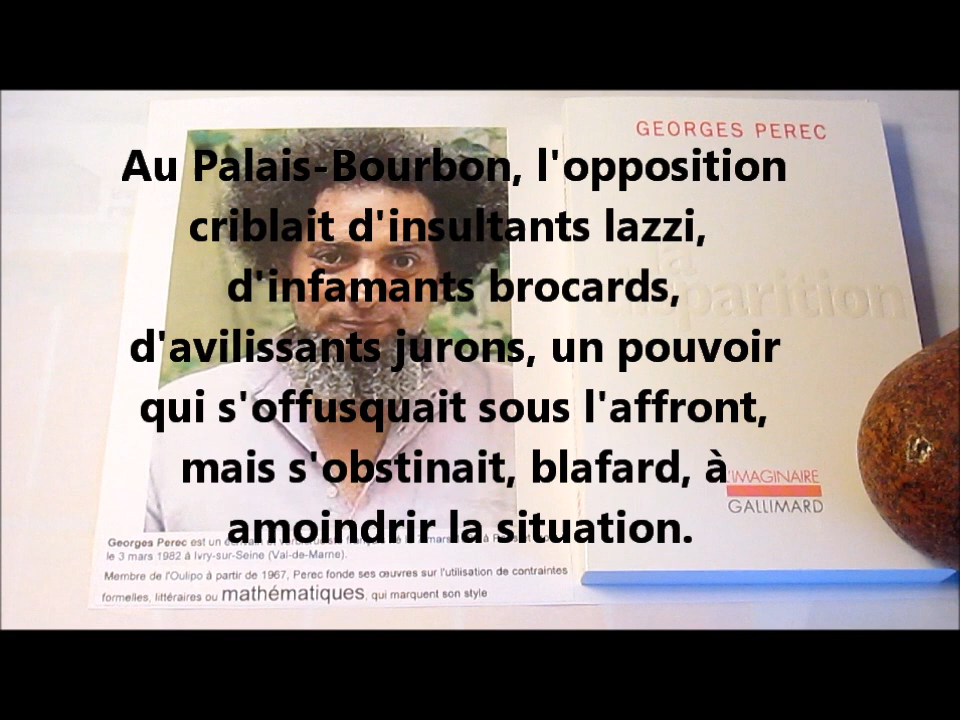 GEORGES PEREC
Au Palais-Bourbon, l'opposition
criblait d'insultants lazzi,
d'infamants brocards,
d'avilissants jurons, un pouvoir
qui s'offusquait sous l'affront,
mais s'obstinait, blafard, à
amoindrir la situation.
disparition
L'IMAGINAIRE
GALLIMARD
Georges Perec est un
le 3 mars 1982 à Ivry-sur-Seine (Val-de-Marne).
Membre de l'Oulipo à partir de 1967, Perec fonde ses œuvres sur l'utilisation de contraintes
formelles, littéraires ou mathématiques, qui marquent son style